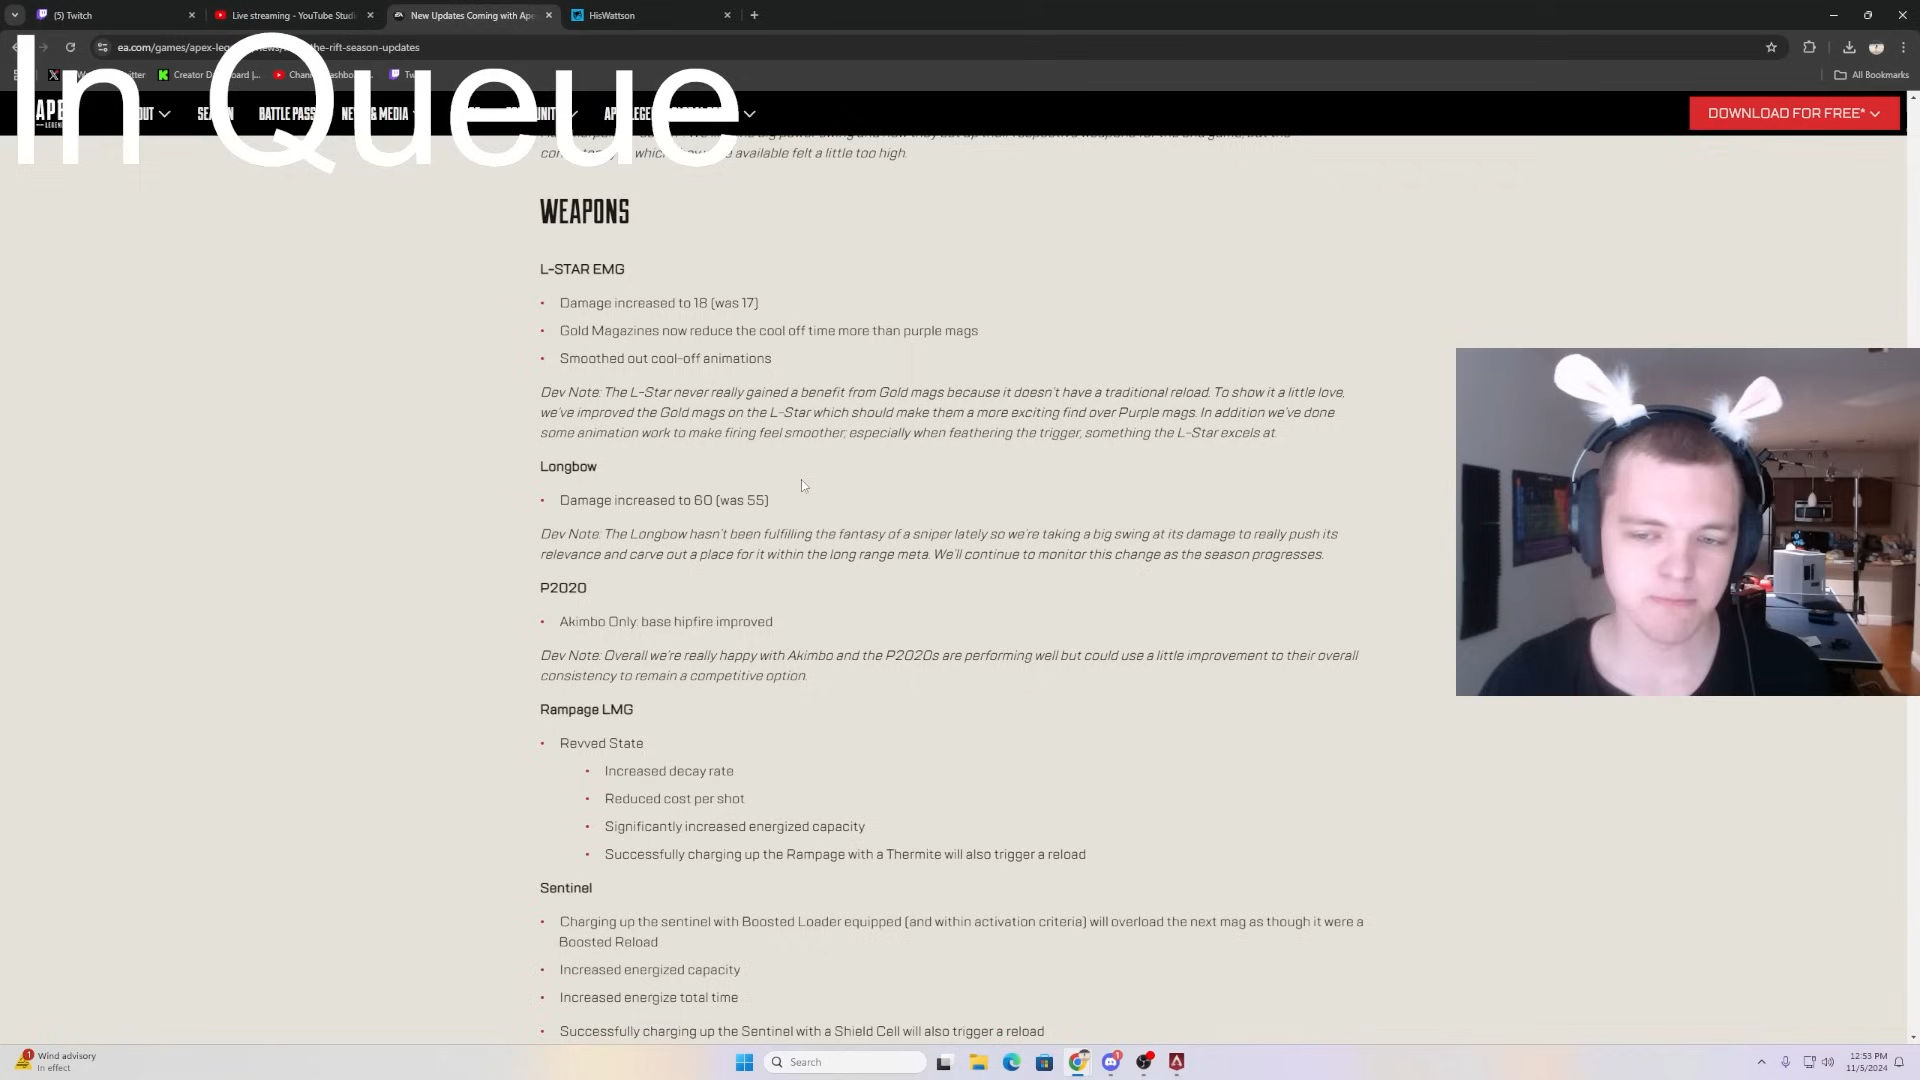 (5) Twitch
Live streaming - YouTube Studi
New Updates Coming with Ape
HisWattson
ea.com/games/apex-le
the-rift-season-updates
Creator D
In Queue
All Bookmarks
BATTLE PASS
DOWNLOAD FOR FREE*
available felt a little too high.
WEAPONS
L-STAR EMG
• Damage increased to 18 (was 17)
• Gold Magazines now reduce the cool off time more than purple mags
• Smoothed out cool-off animations
Dev Note: The L-Star never really gained a benefit from Gold mags because it doesn't have a traditional reload. To show it a little love,
we've improved the Gold mags on the L-Star which should make them a more exciting find over Purple mags. In addition we've done
some animation work to make firing feel smoother; especially when feathering the trigger, something the L-Star excels at.
Longbow
• Damage increased to 60 (was 55)
Dev Note: The Longbow hasn't been fulfilling the fantasy of a sniper lately so we're taking a big swing at its damage to really push its
relevance and carve out a place for it within the long range meta. We'll continue to monitor this change as the season progresses.
P2020
• Akimbo Only: base hipfire improved
Dev Note: Overall we're really happy with Akimbo and the P2020s are performing well but could use a little improvement to their overall
consistency to remain a competitive option.
Rampage LMG
• Revved State
• Increased decay rate
• Reduced cost per shot
• Significantly increased energized capacity
• Successfully charging up the Rampage with a Thermite will also trigger a reload
Sentinel
• Charging up the sentinel with Boosted Loader equipped (and within activation criteria) will overload the next mag as though it were a
Boosted Reload
• Increased energized capacity
• Increased energize total time
• Successfully charging up the Sentinel with a Shield Cell will also trigger a reload
1
Wind advisory
In effect
Search
1
12:53 PM
11/5/2024